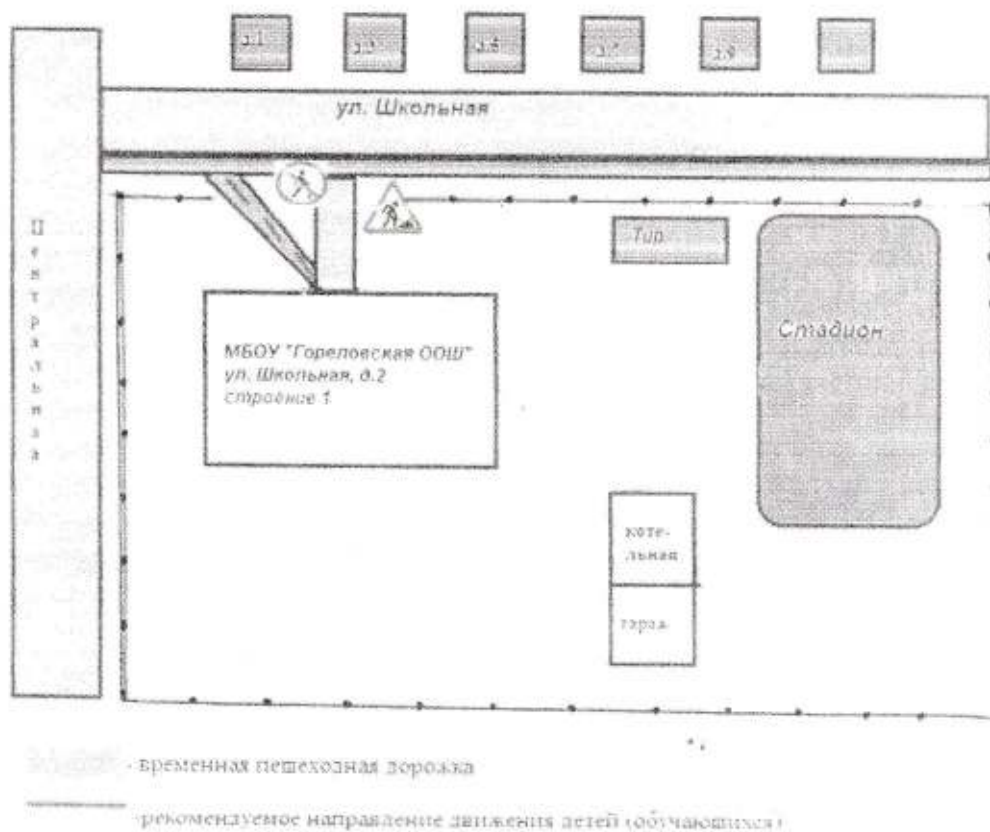 д.1
ул. Школьная
Центральная
Тир
Стадион
МБОУ "Гореловская ООШ"
ул. Школьная, д.2
строение 1
коте-
льная
гараж
- временная пешеходная дорожка
-рекомендуемое направление движения детей (обучающихся)